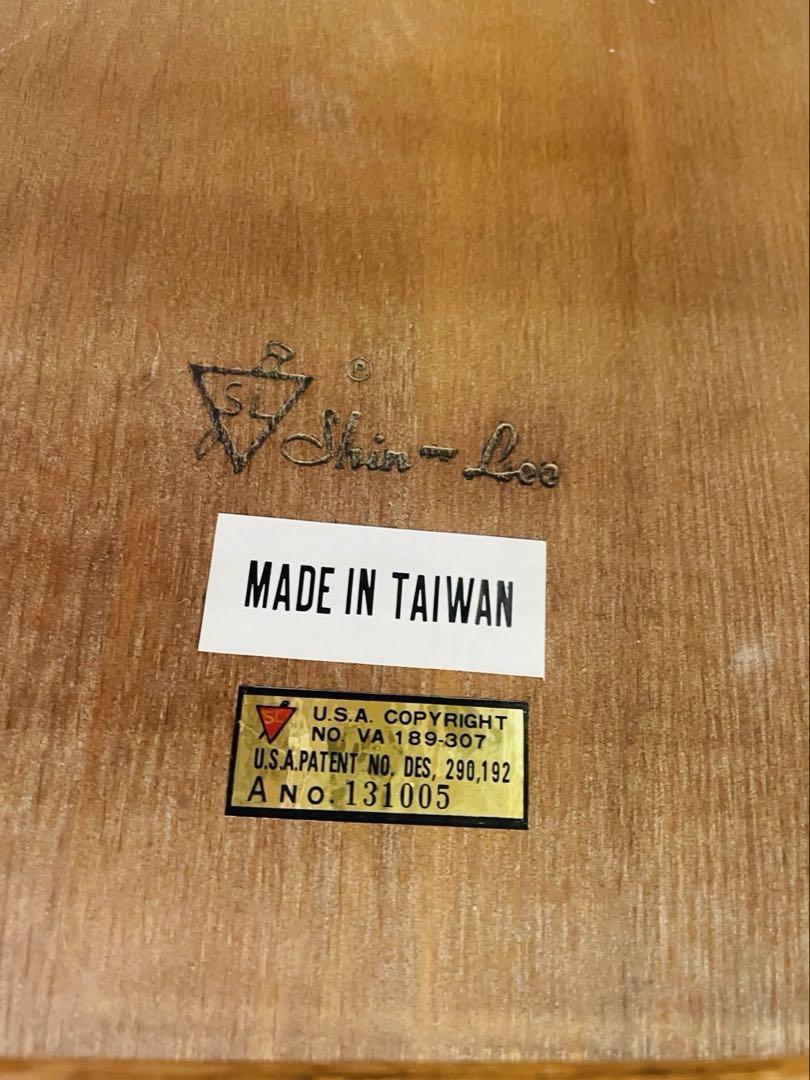 SL Ⓟ
Shin-Lee
MADE IN TAIWAN
SL U.S.A. COPYRIGHT
NO. VA 189-307
U.S.A.PATENT NO. DES, 290,192
A NO. 131005